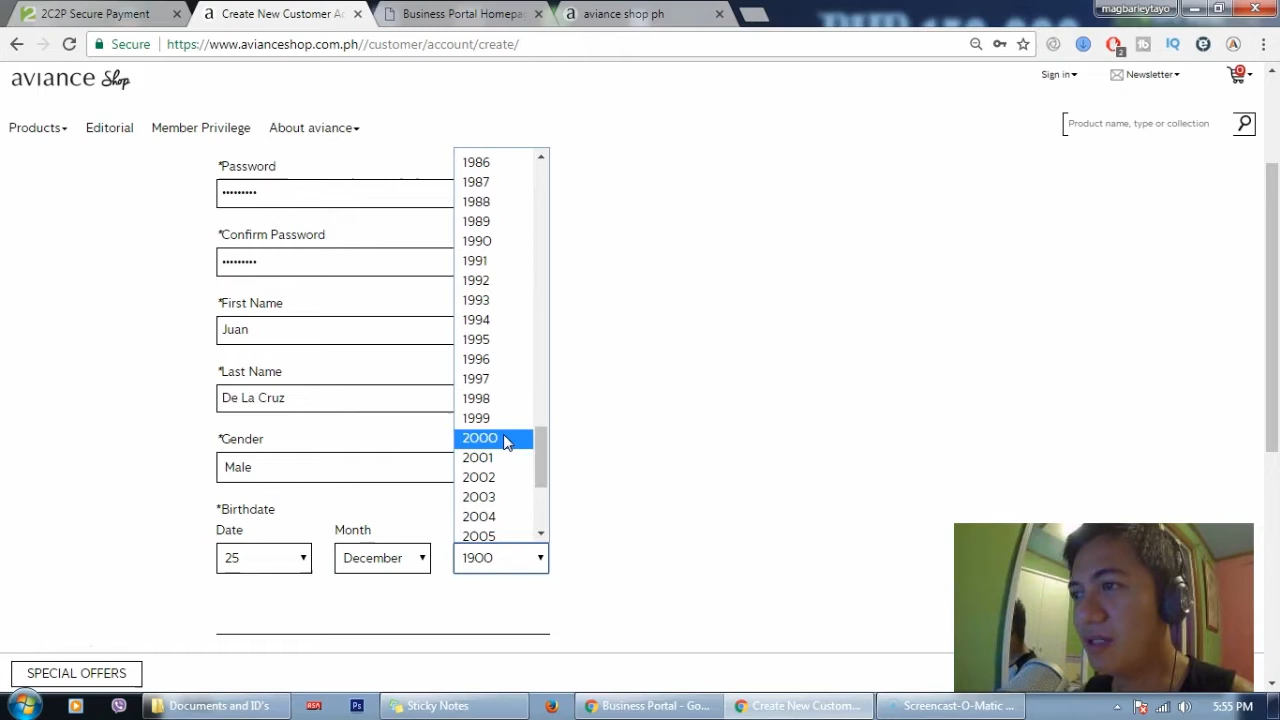 2C2P Secure Payment
Create New Customer Ac
Business Portal Homepag
aviance shop ph
magbarleytayo
Secure
https://www.avianceshop.com.ph//customer/account/create/
aviance Shop
Sign in
Newsletter
0
Products
Editorial
Member Privilege
About aviance
Product name, type or collection
*Password
•••••••••
*Confirm Password
•••••••••
*First Name
Juan
*Last Name
De La Cruz
*Gender
Male
*Birthdate
Date
Month
25
December
1900
1986
1987
1988
1989
1990
1991
1992
1993
1994
1995
1996
1997
1998
1999
2000
2001
2002
2003
2004
2005
SPECIAL OFFERS
Documents and ID's
Sticky Notes
Business Portal - Go...
Create New Custom...
Screencast-O-Matic ...
5:55 PM